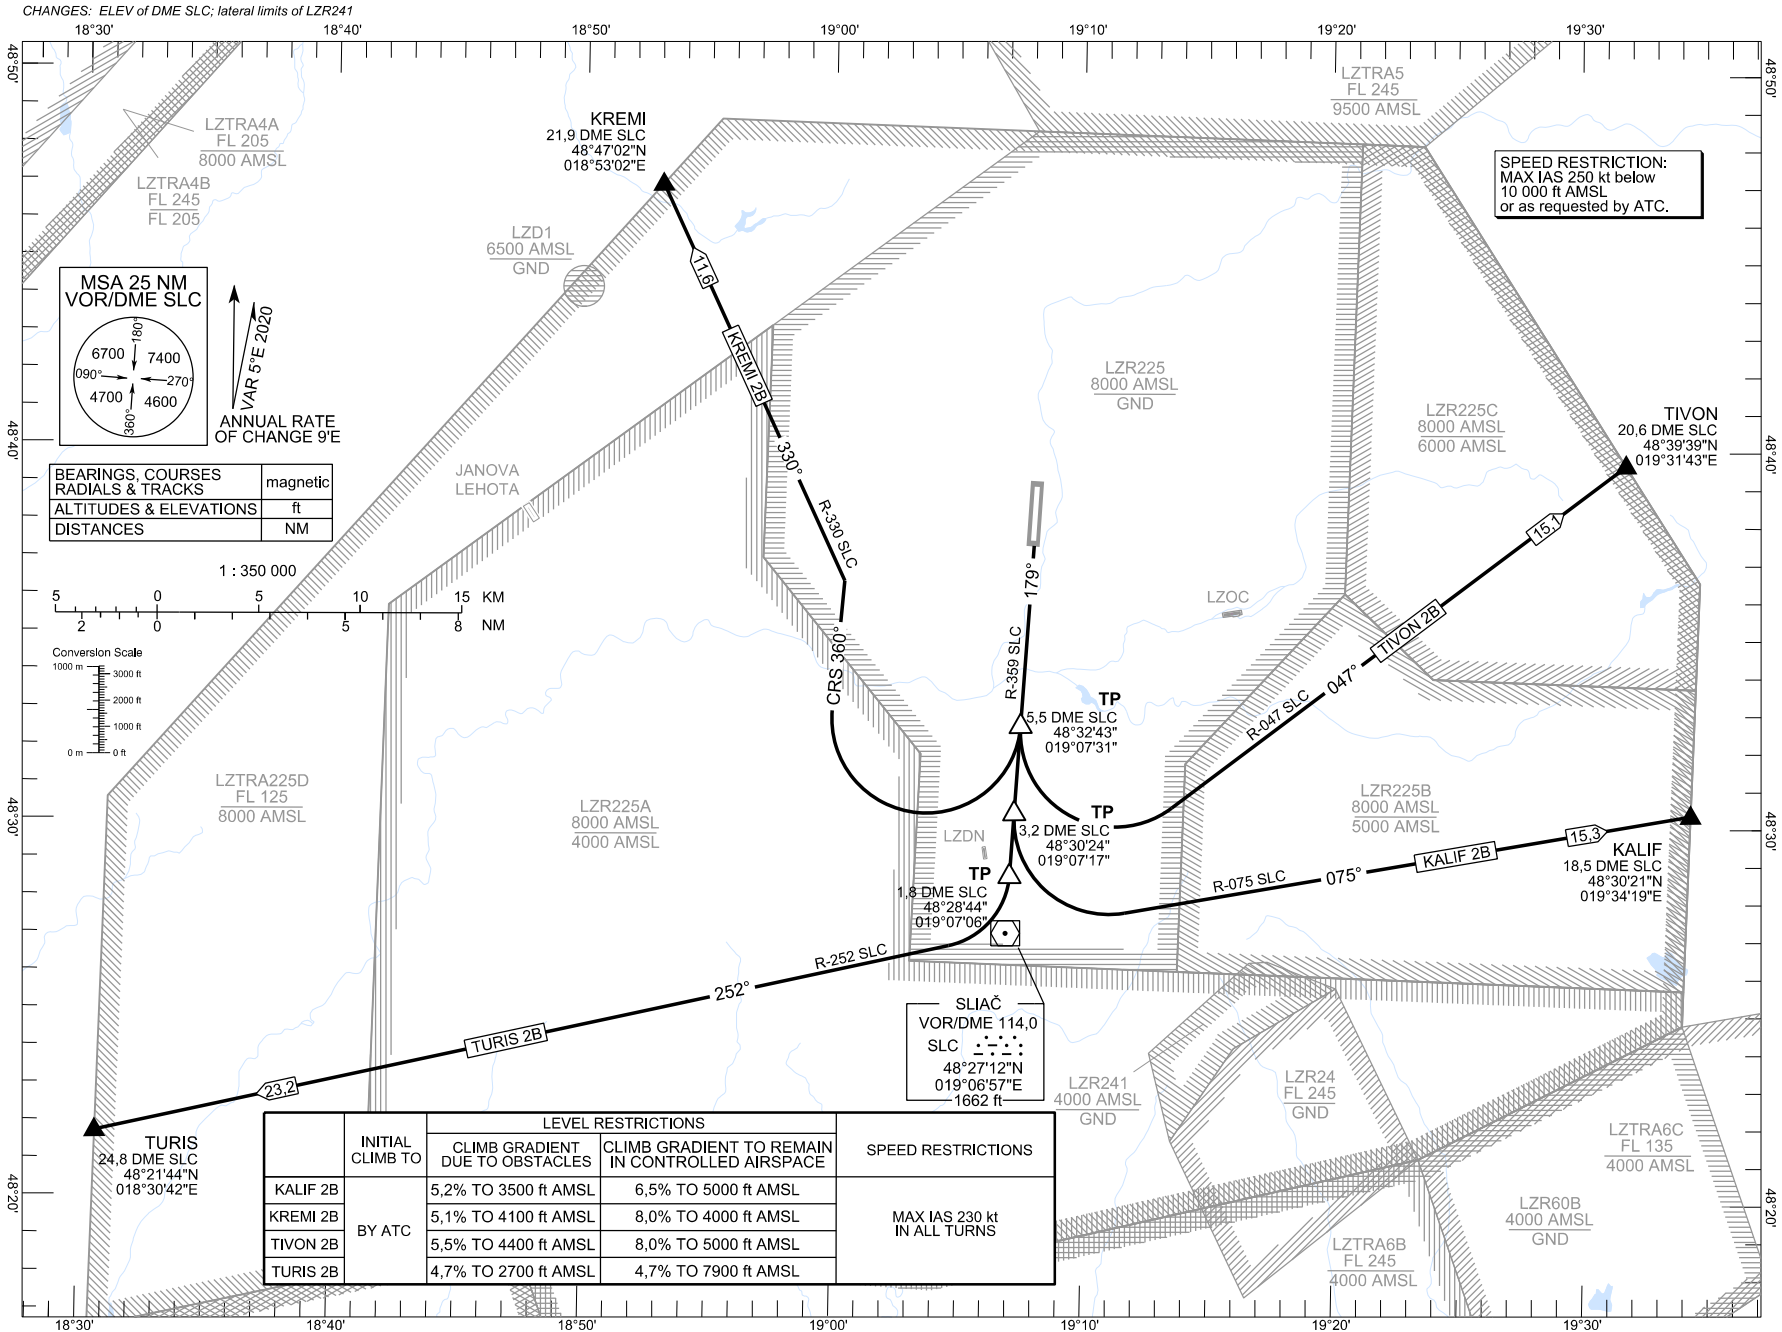 CHANGES: ELEV of DME SLC; lateral limits of LZR241
18°30'
18°40'
18°50'
19°00'
19°10'
19°20'
19°30'
48°50'
48°50'
LZTRA4A
FL 205
8000 AMSL
LZTRA4B
FL 245
FL 205
KREMI
21,9 DME SLC
48°47'02"N
018°53'02"E
LZTRA5
FL 245
9500 AMSL
SPEED RESTRICTION:
MAX IAS 250 kt below
10 000 ft AMSL
or as requested by ATC.
LZD1
6500 AMSL
GND
11,6
KREMI 2B
330°
R-330 SLC
CRS 360°
MSA 25 NM
VOR/DME SLC
180°
6700
7400
090°
270°
4700
4600
360°
VAR 5°E 2020
ANNUAL RATE
OF CHANGE 9'E
LZR225
8000 AMSL
GND
LZR225C
8000 AMSL
6000 AMSL
TIVON
20,6 DME SLC
48°39'39"N
019°31'43"E
48°40'
48°40'
BEARINGS, COURSES
RADIALS & TRACKS
magnetic
ALTITUDES & ELEVATIONS
ft
DISTANCES
NM
JANOVA
LEHOTA
1 : 350 000
5
0
5
10
15
KM
2
0
5
8
NM
Conversion Scale
1000 m
3000 ft
2000 ft
1000 ft
0 m
0 ft
179°
R-359 SLC
LZOC
15,1
TIVON 2B
047°
R-047 SLC
TP
5,5 DME SLC
48°32'43"
019°07'31"
LZTRA225D
FL 125
8000 AMSL
LZR225A
8000 AMSL
4000 AMSL
LZR225B
8000 AMSL
5000 AMSL
48°30'
48°30'
LZDN
TP
3,2 DME SLC
48°30'24"
019°07'17"
TP
1,8 DME SLC
48°28'44"
019°07'06"
R-075 SLC
075°
KALIF 2B
15,3
KALIF
18,5 DME SLC
48°30'21"N
019°34'19"E
R-252 SLC
252°
TURIS 2B
23,2
SLIAČ
VOR/DME 114,0
SLC
48°27'12"N
019°06'57"E
1662 ft
LZR241
4000 AMSL
GND
LZR24
FL 245
GND
LZTRA6C
FL 135
4000 AMSL
LZR60B
4000 AMSL
GND
LZTRA6B
FL 245
4000 AMSL
TURIS
24,8 DME SLC
48°21'44"N
018°30'42"E
48°20'
48°20'
INITIAL
CLIMB TO
LEVEL RESTRICTIONS
CLIMB GRADIENT
DUE TO OBSTACLES
CLIMB GRADIENT TO REMAIN
IN CONTROLLED AIRSPACE
SPEED RESTRICTIONS
KALIF 2B
5,2% TO 3500 ft AMSL
6,5% TO 5000 ft AMSL
KREMI 2B
5,1% TO 4100 ft AMSL
8,0% TO 4000 ft AMSL
TIVON 2B
5,5% TO 4400 ft AMSL
8,0% TO 5000 ft AMSL
TURIS 2B
4,7% TO 2700 ft AMSL
4,7% TO 7900 ft AMSL
BY ATC
MAX IAS 230 kt
IN ALL TURNS
18°30'
18°40'
18°50'
19°00'
19°10'
19°20'
19°30'